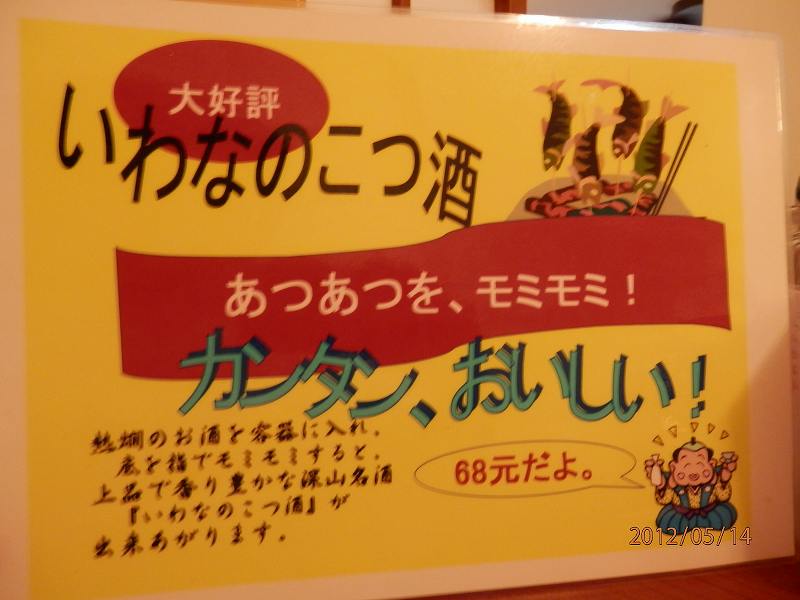 大好評
いわなのこつ酒
あつあつを、モミモミ!
カンタン、おいしい!
熱燗のお酒を容器に入れ、
底を指でモミモミすると、
上品で香り豊かな深山名酒
『いわなのこつ酒』が
出来あがります。
68元だよ。
2012/05/14